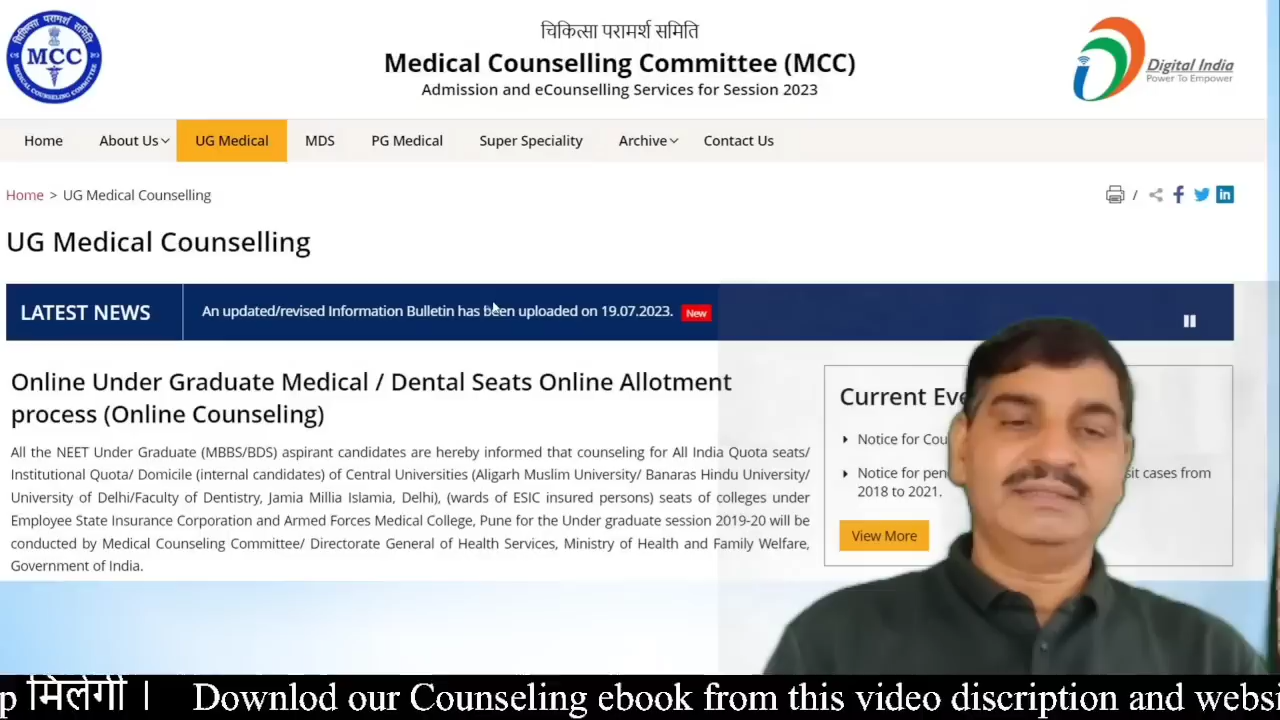 चिकित्सा परामर्श समिति
MCC
Medical Counselling Committee (MCC)
Admission and eCounselling Services for Session 2023
Digital India
Power To Empower
Home About Us UG Medical MDS PG Medical Super Speciality Archive Contact Us
Home > UG Medical Counselling
UG Medical Counselling
LATEST NEWS An updated/revised Information Bulletin has been uploaded on 19.07.2023. New
Online Under Graduate Medical / Dental Seats Online Allotment
process (Online Counseling)
All the NEET Under Graduate (MBBS/BDS) aspirant candidates are hereby informed that counseling for All India Quota seats/
Institutional Quota/ Domicile (internal candidates) of Central Universities (Aligarh Muslim University/ Banaras Hindu University/
University of Delhi/Faculty of Dentistry, Jamia Millia Islamia, Delhi), (wards of ESIC insured persons) seats of colleges under
Employee State Insurance Corporation and Armed Forces Medical College, Pune for the Under graduate session 2019-20 will be
conducted by Medical Counseling Committee/ Directorate General of Health Services, Ministry of Health and Family Welfare,
Government of India.
Current Eve
Notice for Cou
Notice for pen sit cases from
2018 to 2021.
View More
p मिलेगी । Downlod our Counseling ebook from this video discription and websi